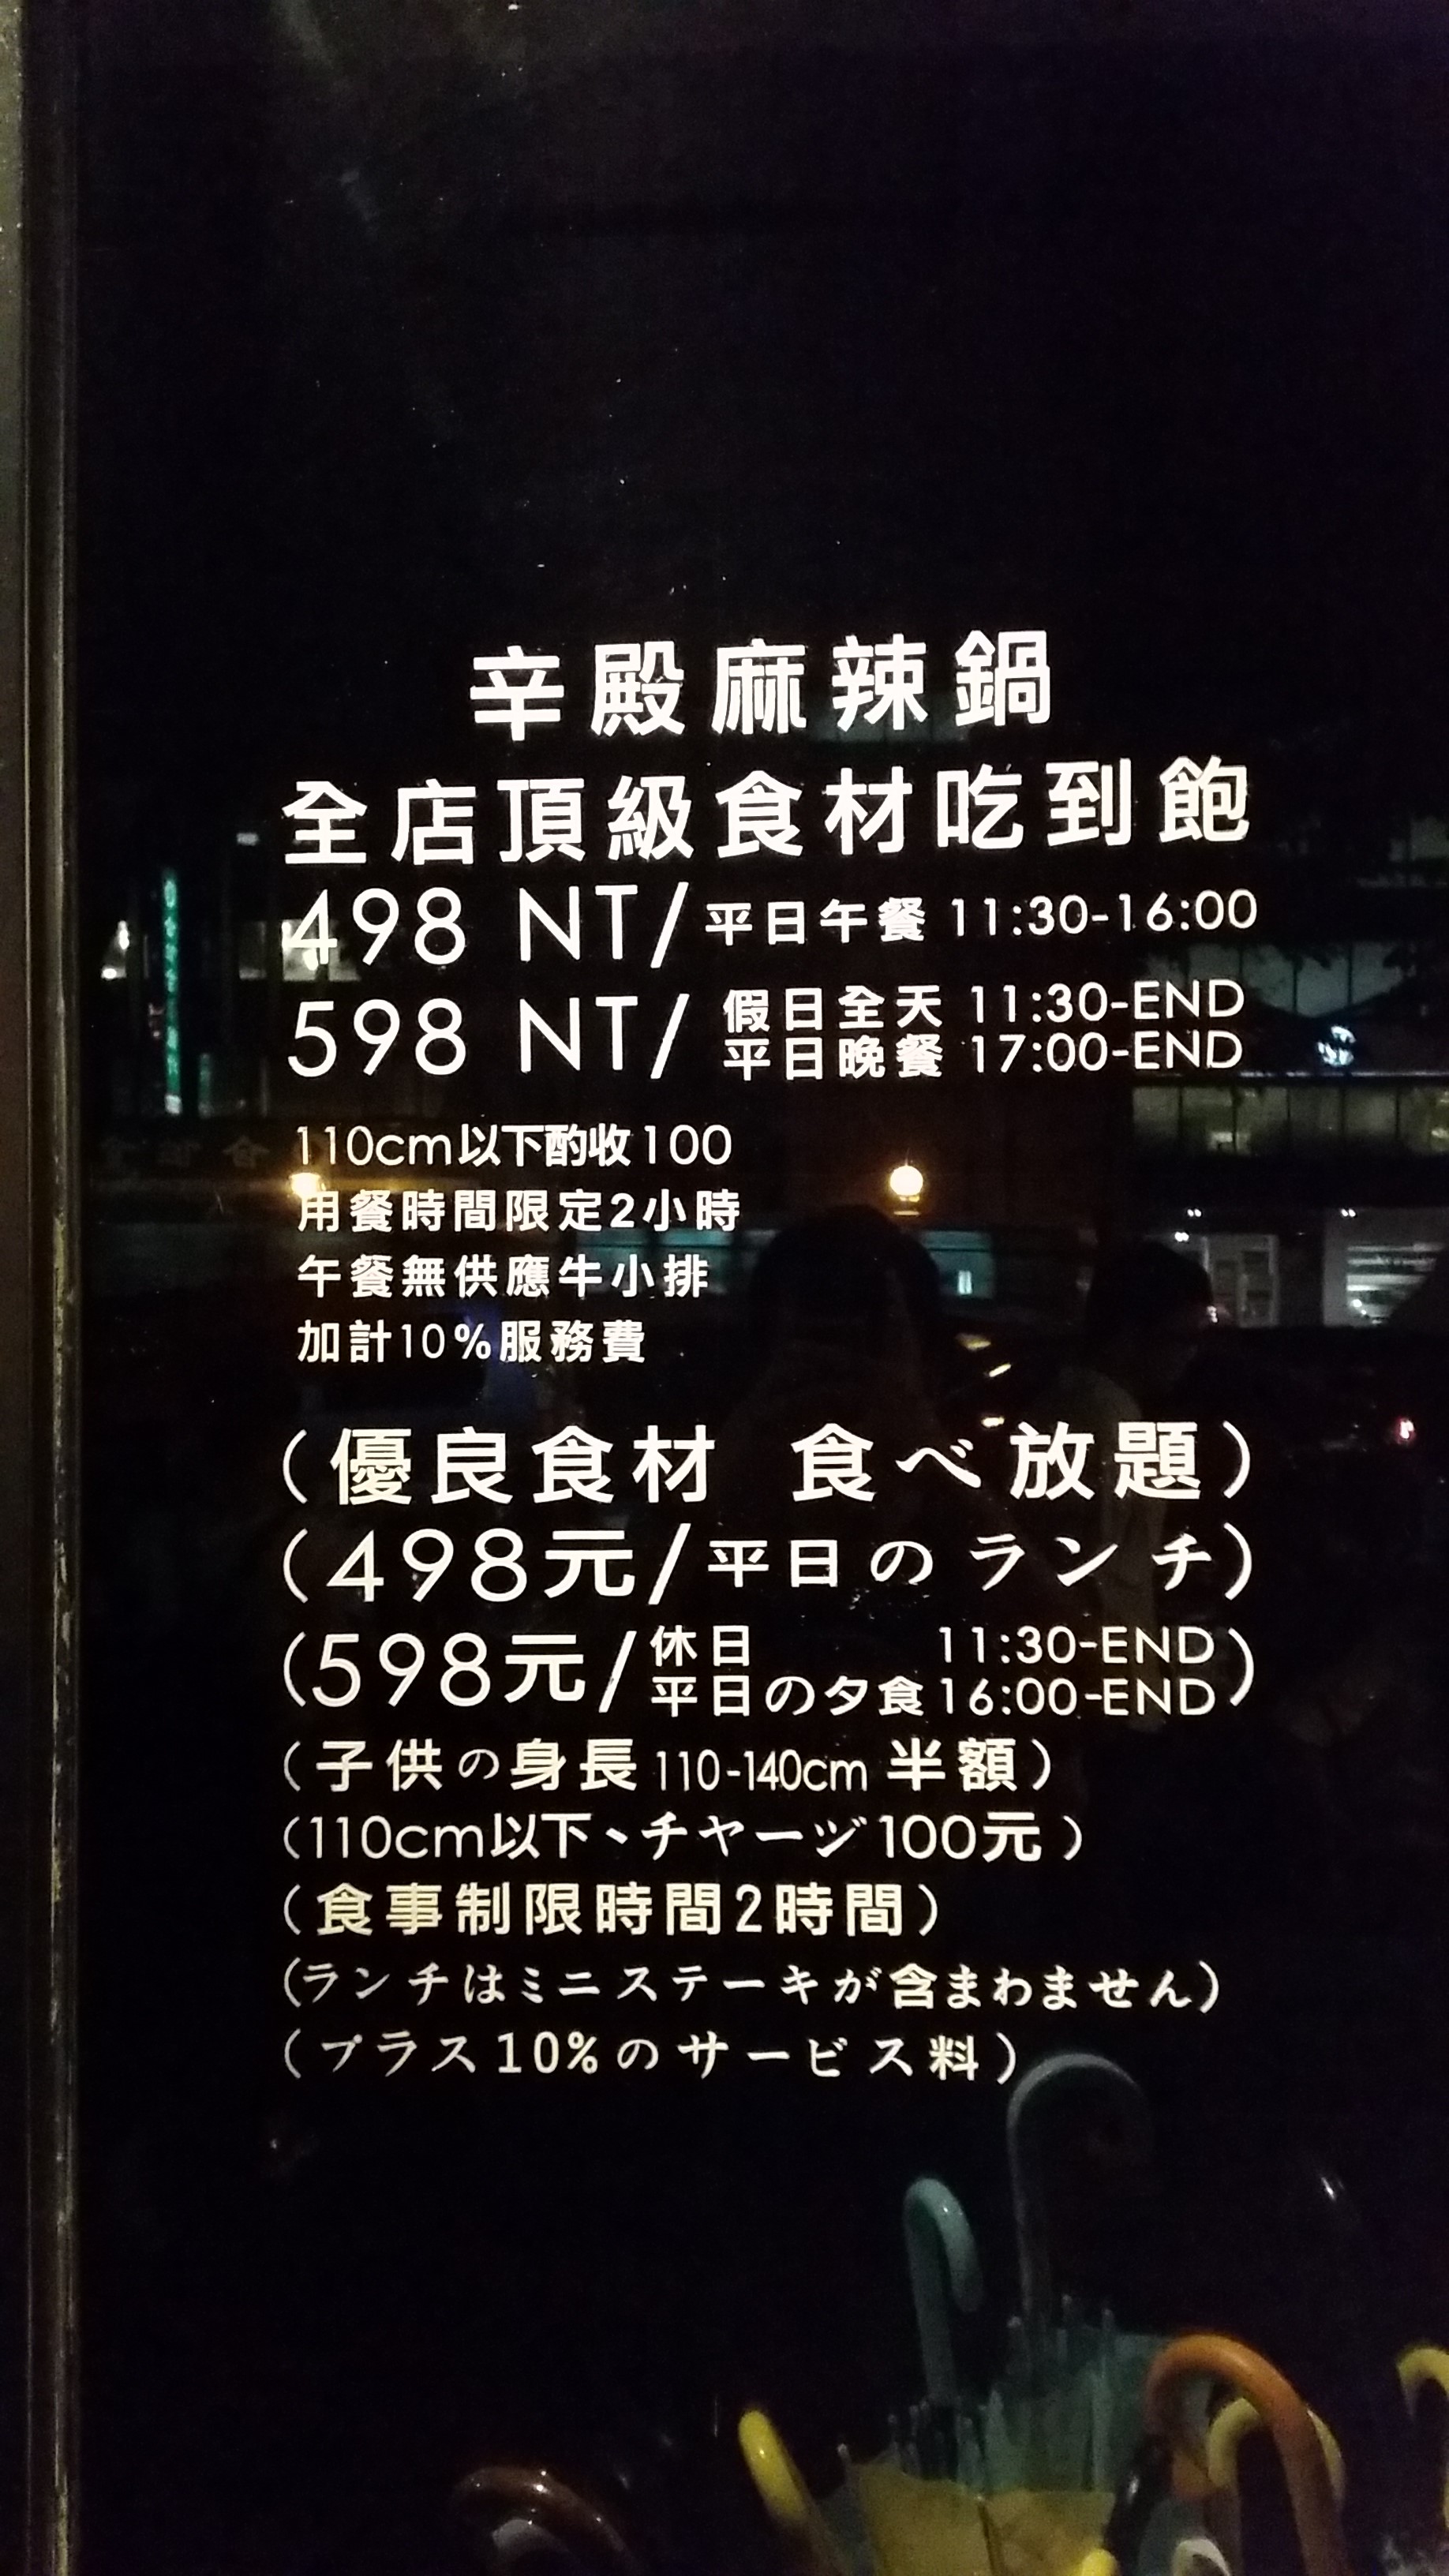 辛殿麻辣鍋
全店頂級食材吃到飽
498 NT/平日午餐 11:30-16:00
598 NT/假日全天 11:30-END
平日晚餐 17:00-END
110cm以下酌收100
用餐時間限定2小時
午餐無供應牛小排
加計10%服務費
(優良食材 食べ放題)
(498元/平日のランチ)
(598元/休日 11:30-END
平日の夕食16:00-END)
(子供の身長110-140cm 半額)
(110cm以下、チャージ100元)
(食事制限時間2時間)
(ランチはミニステーキが含まわません)
(プラス10%のサービス料)